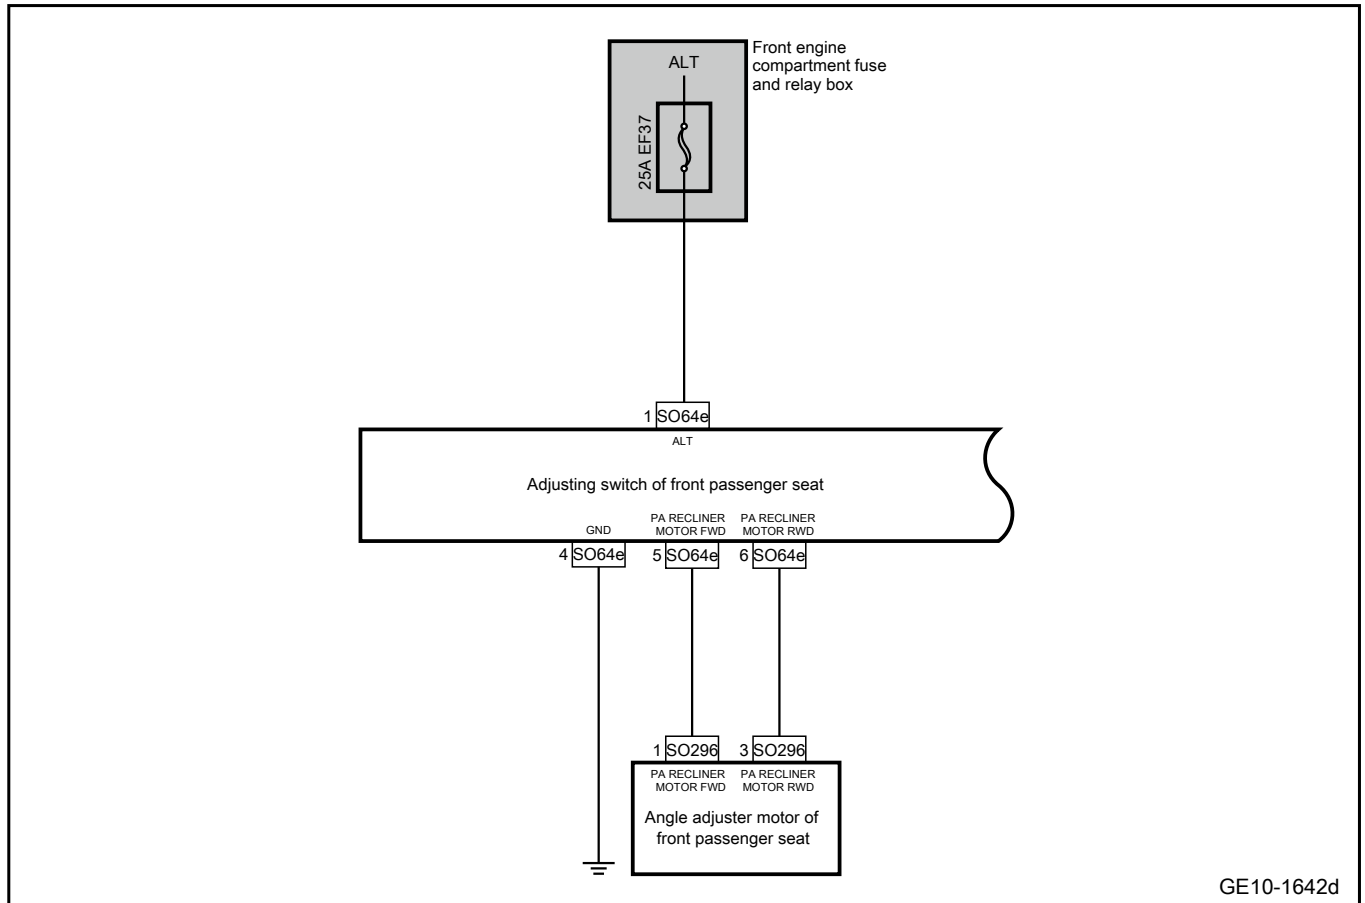 Front engine
compartment fuse
and relay box
ALT
25A EF37
1 SO64e
ALT
Adjusting switch of front passenger seat
GND
PA RECLINER
MOTOR FWD
PA RECLINER
MOTOR RWD
4 SO64e
5 SO64e
6 SO64e
1 SO296
3 SO296
PA RECLINER
MOTOR FWD
PA RECLINER
MOTOR RWD
Angle adjuster motor of
front passenger seat
GE10-1642d